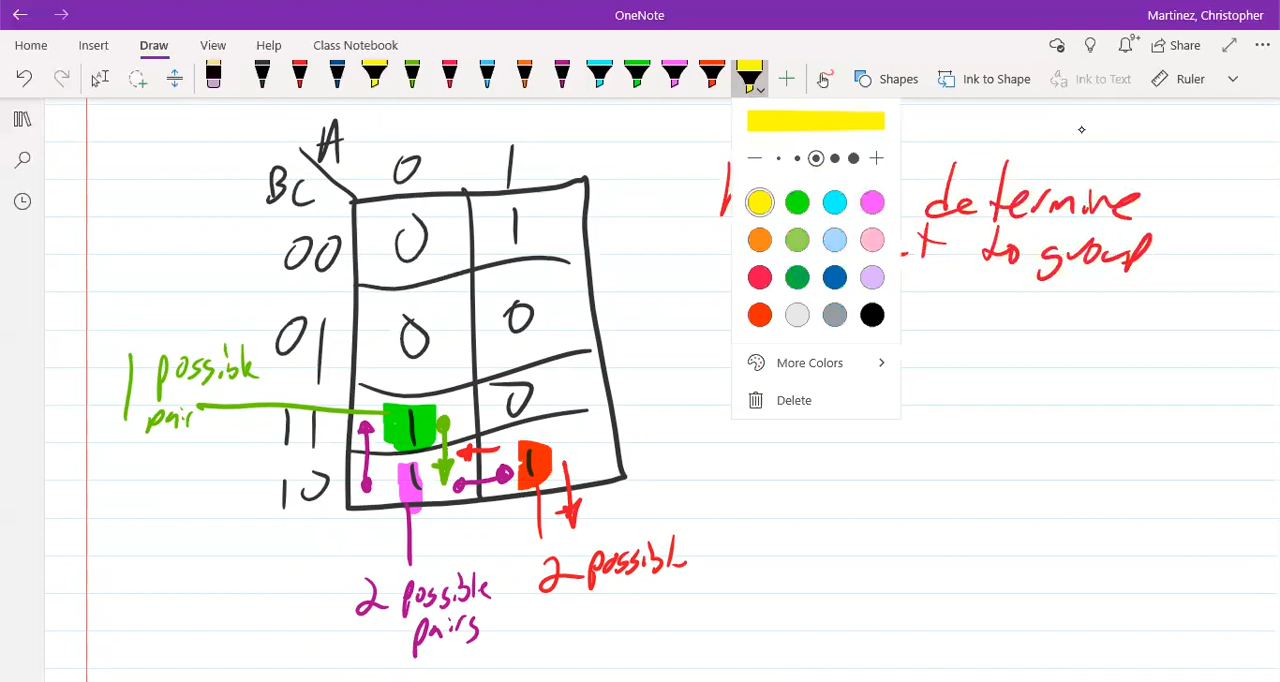 OneNote
Martínez, Christopher
Home Insert Draw View Help Class Notebook
Share
Shapes
Ink to Shape
Ink to Text
Ruler
More Colors
Delete
A
BC
0 1
00 0 1
01 0 0
11 1 0
10 1 1
1 possible
pair
2 possible
pairs
2 possible
determine
to group